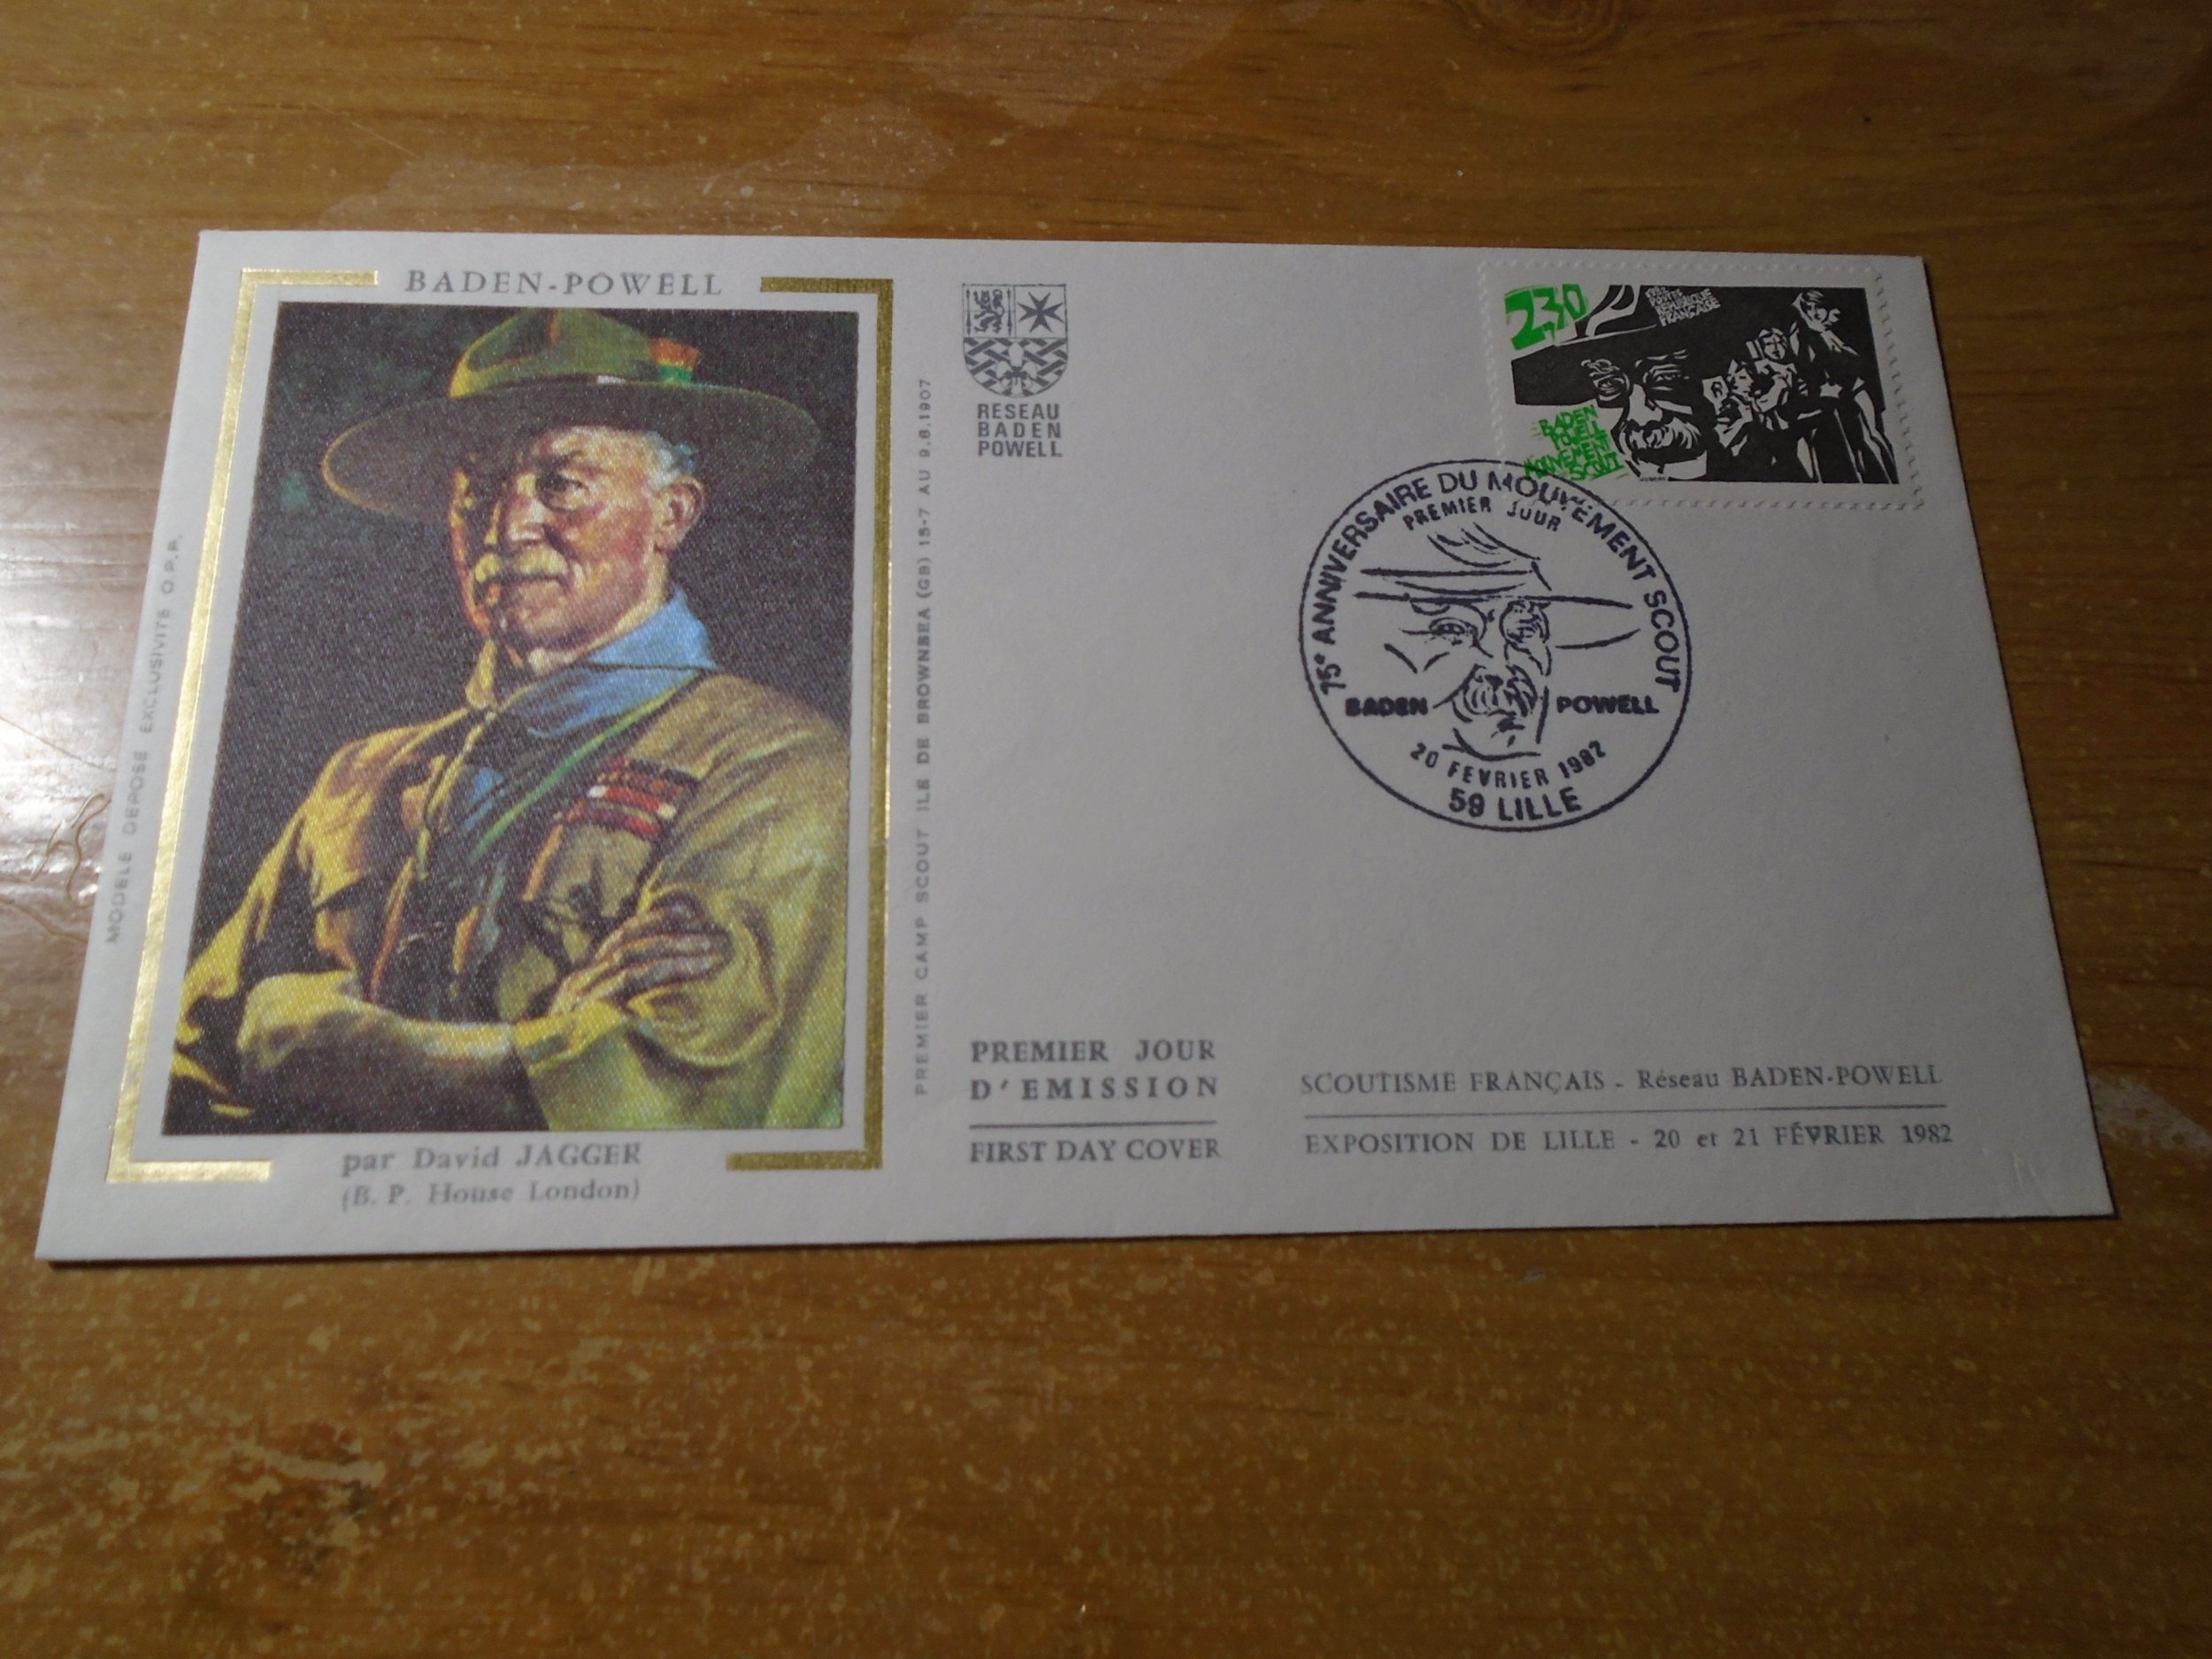 BADEN-POWELL
MODELE DEPOSE EXCLUSIVITE O.P.P.
par David JAGGER
(B. P. House London)
PREMIER CAMP SCOUT ILE DE BROWNSEA (GB) 15-7 AU 9.8.1907
RESEAU
BADEN
POWELL
PREMIER JOUR
D'EMISSION
FIRST DAY COVER
2,30
POSTES
REPUBLIQUE
FRANÇAISE
BADEN
POWELL
MOUVEMENT
SCOUT
75e ANNIVERSAIRE DU MOUVEMENT SCOUT
PREMIER JOUR
BADEN POWELL
20 FEVRIER 1982
59 LILLE
SCOUTISME FRANÇAIS - Réseau BADEN-POWELL
EXPOSITION DE LILLE - 20 et 21 FÉVRIER 1982